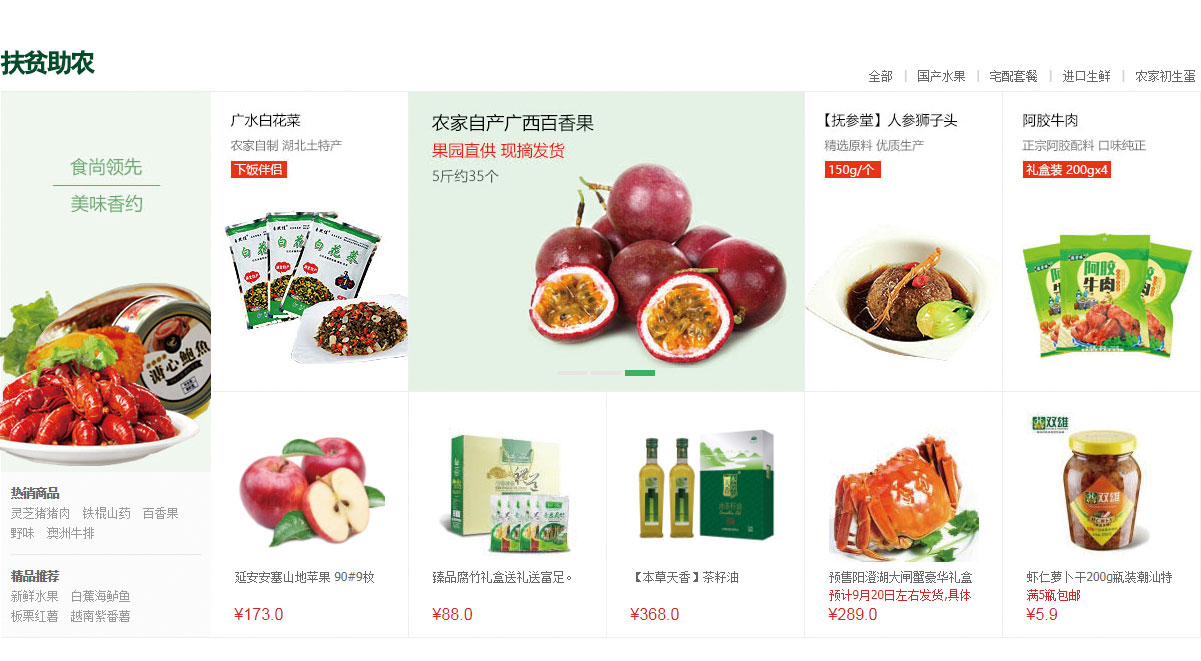 扶贫助农
全部 | 国产水果 | 宅配套餐 | 进口生鲜 | 农家初生蛋
食尚领先
美味香约
溏心鲍鱼
热销商品
灵芝猪猪肉 铁棍山药 百香果
野味 澳洲牛排
精品推荐
新鲜水果 白蕉海鲈鱼
板栗红薯 越南紫番薯
广水白花菜
农家自制 湖北土特产
下饭伴侣
白花菜
农家自产广西百香果
果园直供 现摘发货
5斤约35个
【抚参堂】人参狮子头
精选原料 优质生产
150g/个
阿胶牛肉
正宗阿胶配料 口味纯正
礼盒装 200gx4
阿胶
牛肉
延安安塞山地苹果 90#9枚
¥173.0
臻品腐竹礼盒送礼送富足。
¥88.0
【本草天香】茶籽油
¥368.0
预售阳澄湖大闸蟹豪华礼盒
预计9月20日左右发货,具体
¥289.0
双雄
双雄
虾仁萝卜干200g瓶装潮汕特
满5瓶包邮
¥5.9